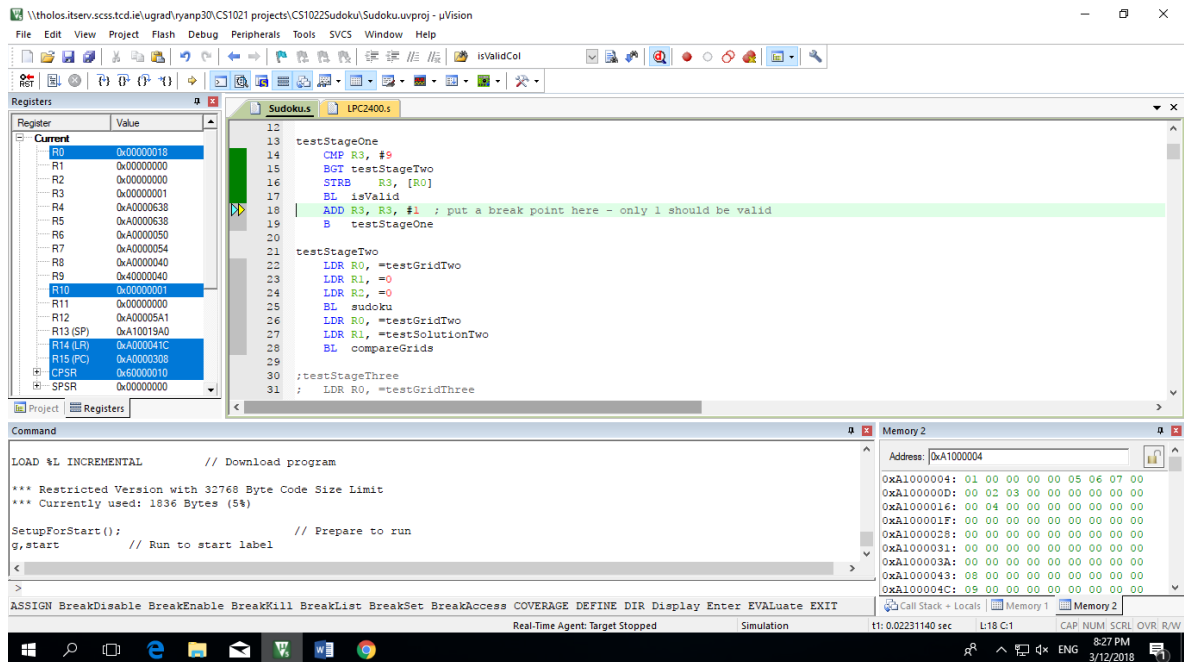 \\tholos.itserv.scss.tcd.ie\ugrad\ryanp30\CS1021 projects\CS1022Sudoku\Sudoku.uvproj - µVision
File Edit View Project Flash Debug Peripherals Tools SVCS Window Help
isValidCol
RST
Registers
Register Value
Current
R0 0x00000018
R1 0x00000000
R2 0x00000000
R3 0x00000001
R4 0xA0000638
R5 0xA0000638
R6 0xA0000050
R7 0xA0000054
R8 0xA0000040
R9 0x40000040
R10 0x00000001
R11 0x00000000
R12 0xA00005A1
R13 (SP) 0xA10019A0
R14 (LR) 0xA000041C
R15 (PC) 0xA0000308
CPSR 0x60000010
SPSR 0x00000000
Project Registers
Sudoku.s LPC2400.s
12
13 testStageOne
14 CMP R3, #9
15 BGT testStageTwo
16 STRB R3, [R0]
17 BL isValid
18 ADD R3, R3, #1 ; put a break point here - only 1 should be valid
19 B testStageOne
20
21 testStageTwo
22 LDR R0, =testGridTwo
23 LDR R1, =0
24 LDR R2, =0
25 BL sudoku
26 LDR R0, =testGridTwo
27 LDR R1, =testSolutionTwo
28 BL compareGrids
29
30 ;testStageThree
31 ; LDR R0, =testGridThree
Command
LOAD %L INCREMENTAL // Download program
*** Restricted Version with 32768 Byte Code Size Limit
*** Currently used: 1836 Bytes (5%)
SetupForStart(); // Prepare to run
g,start // Run to start label
>
ASSIGN BreakDisable BreakEnable BreakKill BreakList BreakSet BreakAccess COVERAGE DEFINE DIR Display Enter EVALuate EXIT
Memory 2
Address: 0xA1000004
0xA1000004: 01 00 00 00 00 05 06 07 00
0xA100000D: 00 02 03 00 00 00 00 00 00
0xA1000016: 00 04 00 00 00 00 00 00 00
0xA100001F: 00 00 00 00 00 00 00 00 00
0xA1000028: 00 00 00 00 00 00 00 00 00
0xA1000031: 00 00 00 00 00 00 00 00 00
0xA100003A: 00 00 00 00 00 00 00 00 00
0xA1000043: 08 00 00 00 00 00 00 00 00
0xA100004C: 09 00 00 00 00 00 00 00 00
Call Stack + Locals Memory 1 Memory 2
Real-Time Agent: Target Stopped Simulation t1: 0.02231140 sec L:18 C:1 CAP NUM SCRL OVR R/W
ENG 8:27 PM
3/12/2018